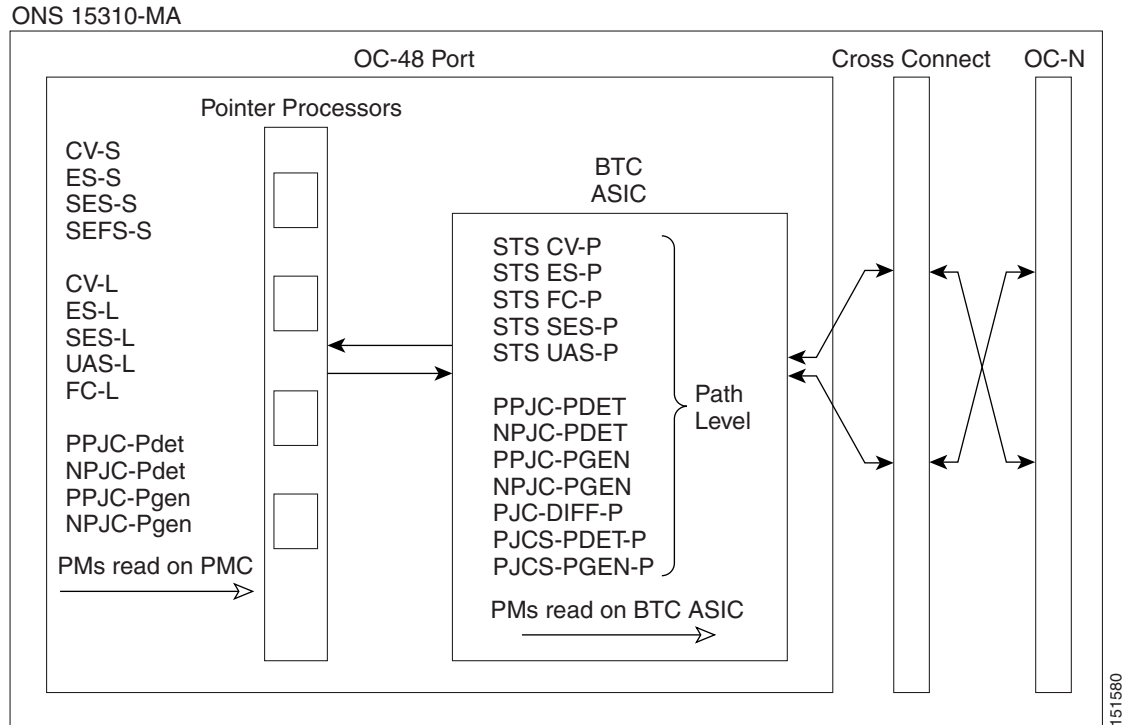 ONS 15310-MA
OC-48 Port
Cross Connect
OC-N
Pointer Processors
CV-S
ES-S
SES-S
SEFS-S
CV-L
ES-L
SES-L
UAS-L
FC-L
PPJC-Pdet
NPJC-Pdet
PPJC-Pgen
NPJC-Pgen
PMs read on PMC
BTC
ASIC
STS CV-P
STS ES-P
STS FC-P
STS SES-P
STS UAS-P
PPJC-PDET
NPJC-PDET
PPJC-PGEN
NPJC-PGEN
PJC-DIFF-P
PJCS-PDET-P
PJCS-PGEN-P
Path
Level
PMs read on BTC ASIC
151580